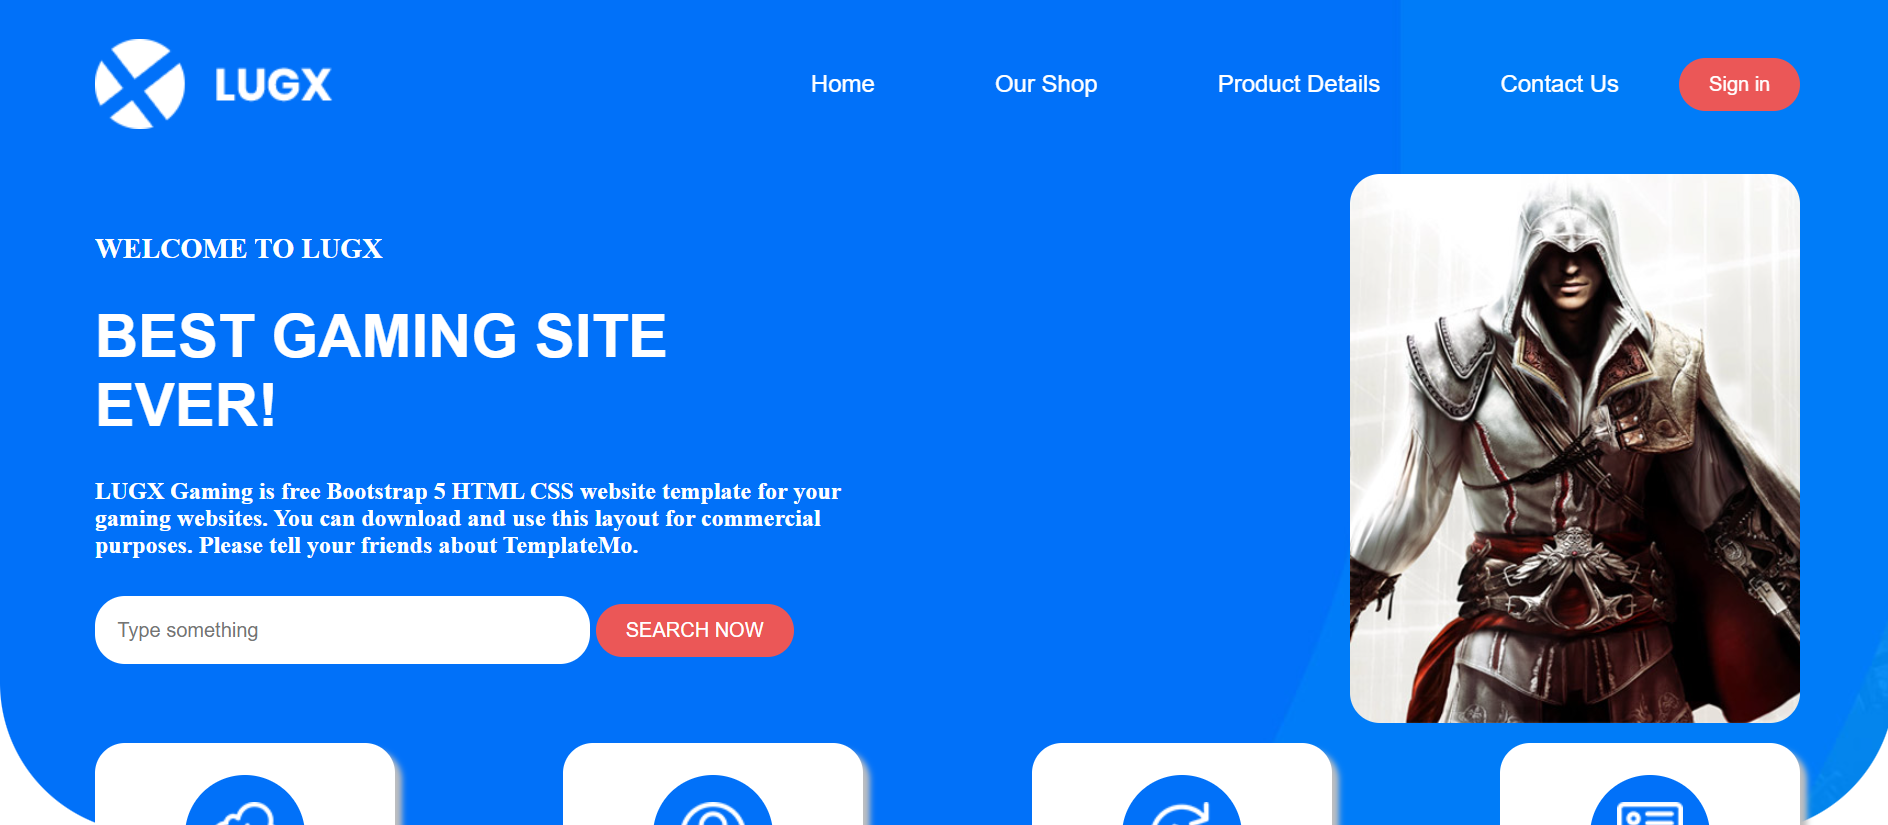 LUGX
Home
Our Shop
Product Details
Contact Us
Sign in
WELCOME TO LUGX
BEST GAMING SITE
EVER!
LUGX Gaming is free Bootstrap 5 HTML CSS website template for your
gaming websites. You can download and use this layout for commercial
purposes. Please tell your friends about TemplateMo.
Type something
SEARCH NOW